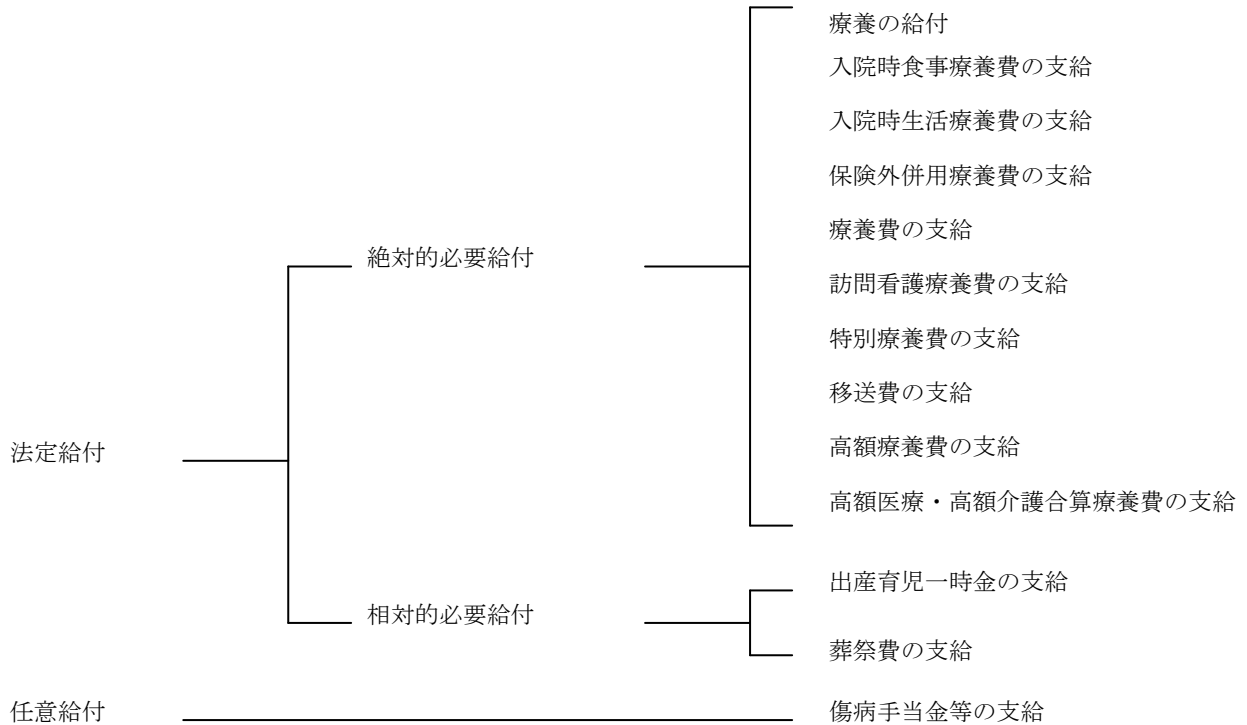 療養の給付
入院時食事療養費の支給
入院時生活療養費の支給
保険外併用療養費の支給
療養費の支給
絶対的必要給付
訪問看護療養費の支給
特別療養費の支給
移送費の支給
高額療養費の支給
法定給付
高額医療・高額介護合算療養費の支給
出産育児一時金の支給
相対的必要給付
葬祭費の支給
任意給付
傷病手当金等の支給